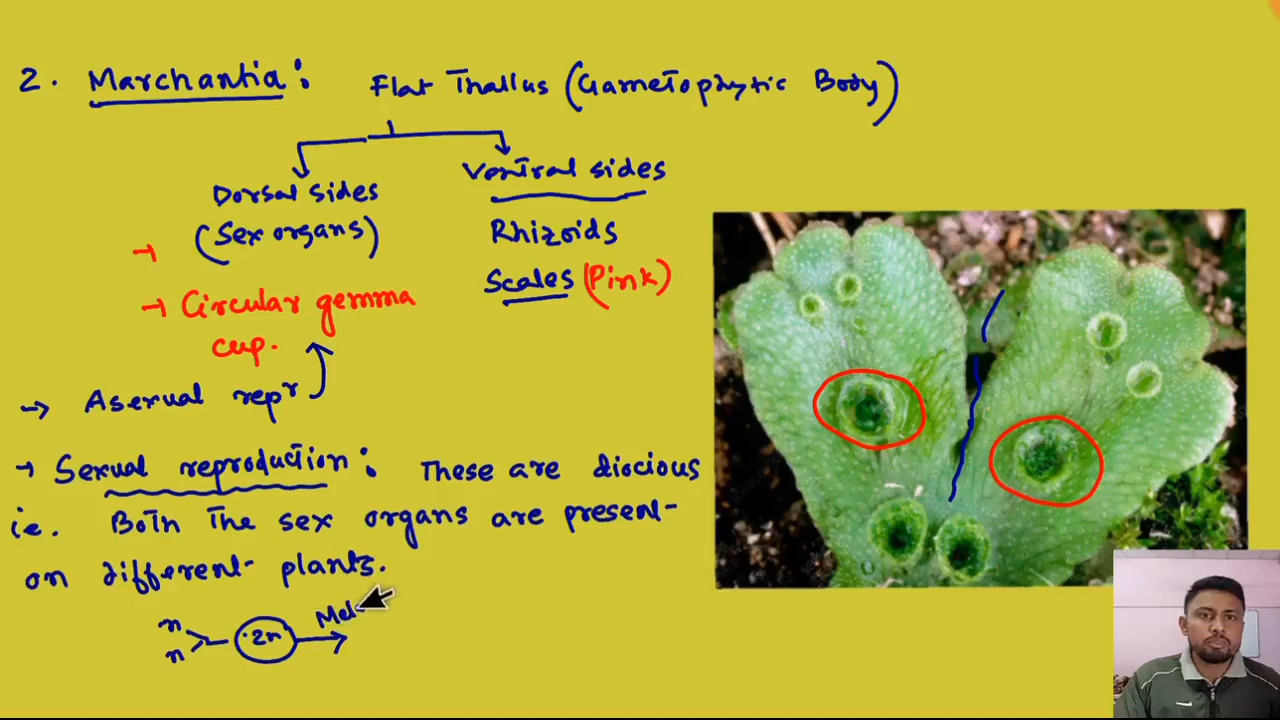 2. Marchantia: Flat Thallus (Gametophytic Body)
Dorsal sides
(Sex organs)
→ Circular gemma
cup.
Ventral sides
Rhizoids
Scales (Pink)
→ Asexual repr
→ Sexual reproduction: These are diocious
i.e. Both the sex organs are present
on different plants.
n
n
2n